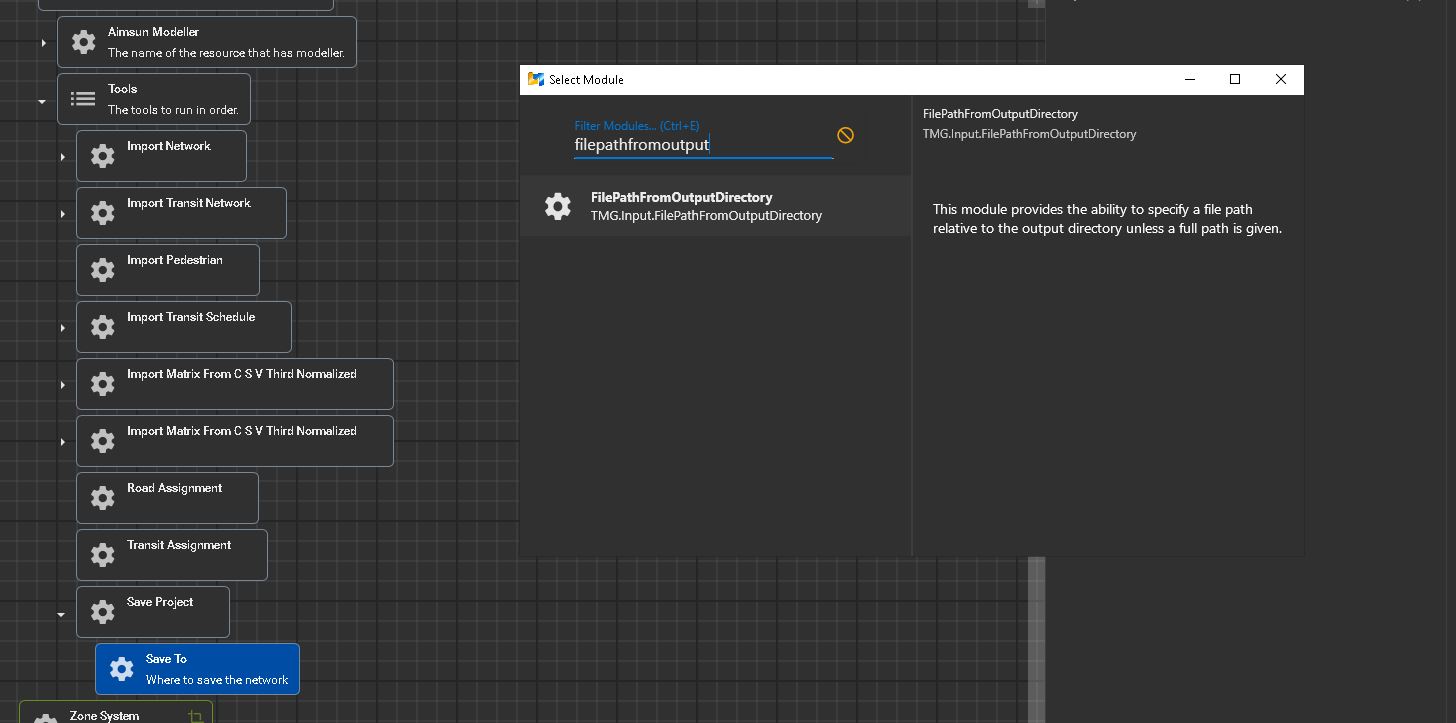 Aimsun Modeller
The name of the resource that has modeller.
Tools
The tools to run in order.
Import Network
Import Transit Network
Import Pedestrian
Import Transit Schedule
Import Matrix From C S V Third Normalized
Import Matrix From C S V Third Normalized
Road Assignment
Transit Assignment
Save Project
Save To
Where to save the network
Zone System
Select Module
Filter Modules... (Ctrl+E)
filepathfromoutput
FilePathFromOutputDirectory
TMG.Input.FilePathFromOutputDirectory
FilePathFromOutputDirectory
TMG.Input.FilePathFromOutputDirectory
This module provides the ability to specify a file path
relative to the output directory unless a full path is given.